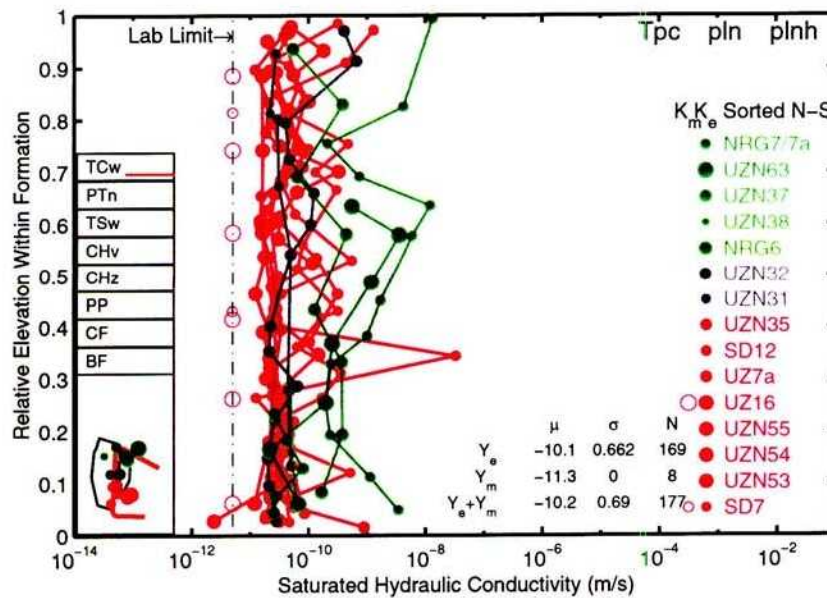 Lab Limit→
Tpc pln plnh
KmKe Sorted N-S
NRG7/7a
UZN63
UZN37
UZN38
NRG6
UZN32
UZN31
UZN35
SD12
UZ7a
UZ16
UZN55
UZN54
UZN53
SD7
TCw
PTn
TSw
CHv
CHz
PP
CF
BF
μ σ N
Ye -10.1 0.662 169
Ym -11.3 0 8
Ye+Ym -10.2 0.69 177
1
0.9
0.8
0.7
0.6
0.5
0.4
0.3
0.2
0.1
0
Relative Elevation Within Formation
10-14 10-12 10-10 10-8 10-6 10-4 10-2
Saturated Hydraulic Conductivity (m/s)